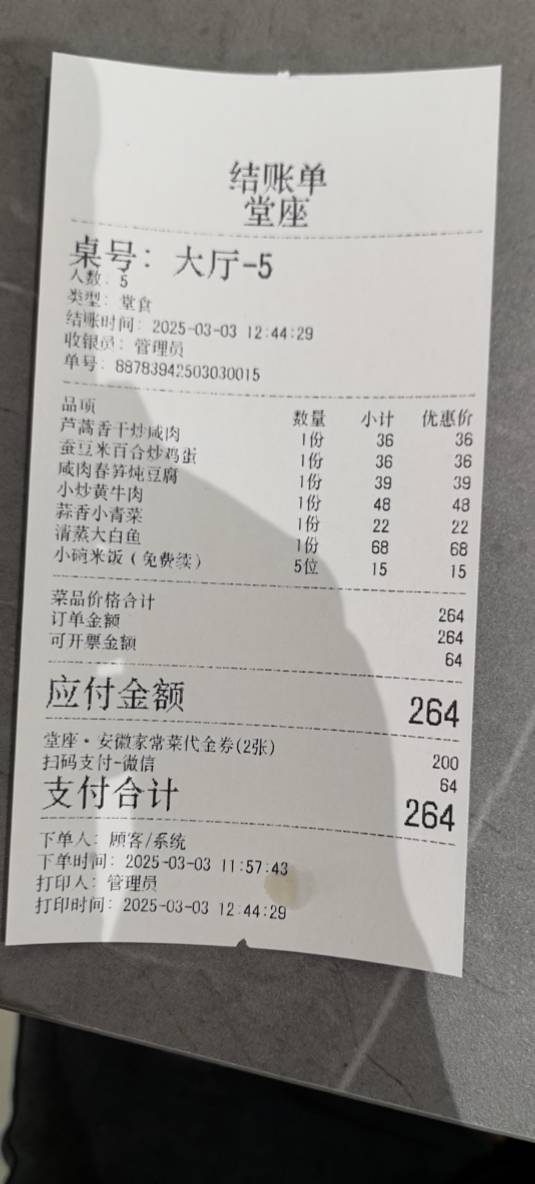 结账单
堂座
桌号：大厅-5
人数：5
类型：堂食
结账时间：2025-03-03 12:44:29
收银员：管理员
单号：88783942503030015
品项 数量 小计 优惠价
芦蒿香干炒咸肉 1份 36 36
蚕豆米百合炒鸡蛋 1份 36 36
咸肉春笋炖豆腐 1份 39 39
小炒黄牛肉 1份 48 48
蒜香小青菜 1份 22 22
清蒸大白鱼 1份 68 68
小碗米饭（免费续） 5位 15 15
菜品价格合计 264
订单金额 264
可开票金额 64
应付金额 264
堂座·安徽家常菜代金券(2张) 200
扫码支付-微信 64
支付合计 264
下单人：顾客/系统
下单时间：2025-03-03 11:57:43
打印人：管理员
打印时间：2025-03-03 12:44:29